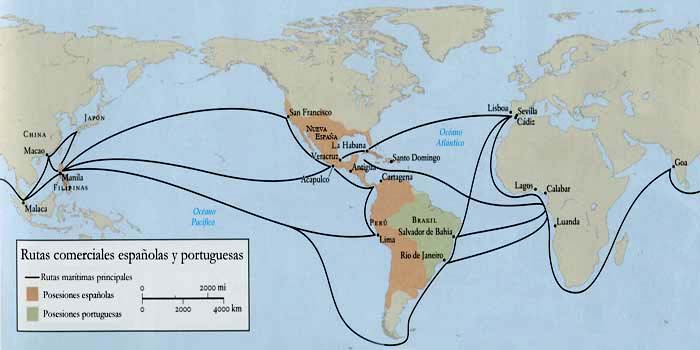 CHINA
JAPÓN
Macao
Manila
FILIPINAS
Malaca
Océano
Pacífico
San Francisco
NUEVA
ESPAÑA
La Habana
Veracruz
Acapulco
Antigua
Santo Domingo
Cartagena
PERÚ
Lima
BRASIL
Salvador de Bahía
Río de Janeiro
Océano
Atlántico
Lisboa
Sevilla
Cádiz
Lagos
Calabar
Luanda
Goa
Rutas comerciales españolas y portuguesas
Rutas marítimas principales
Posesiones españolas
Posesiones portuguesas
0 2000 mi
0 2000 4000 km